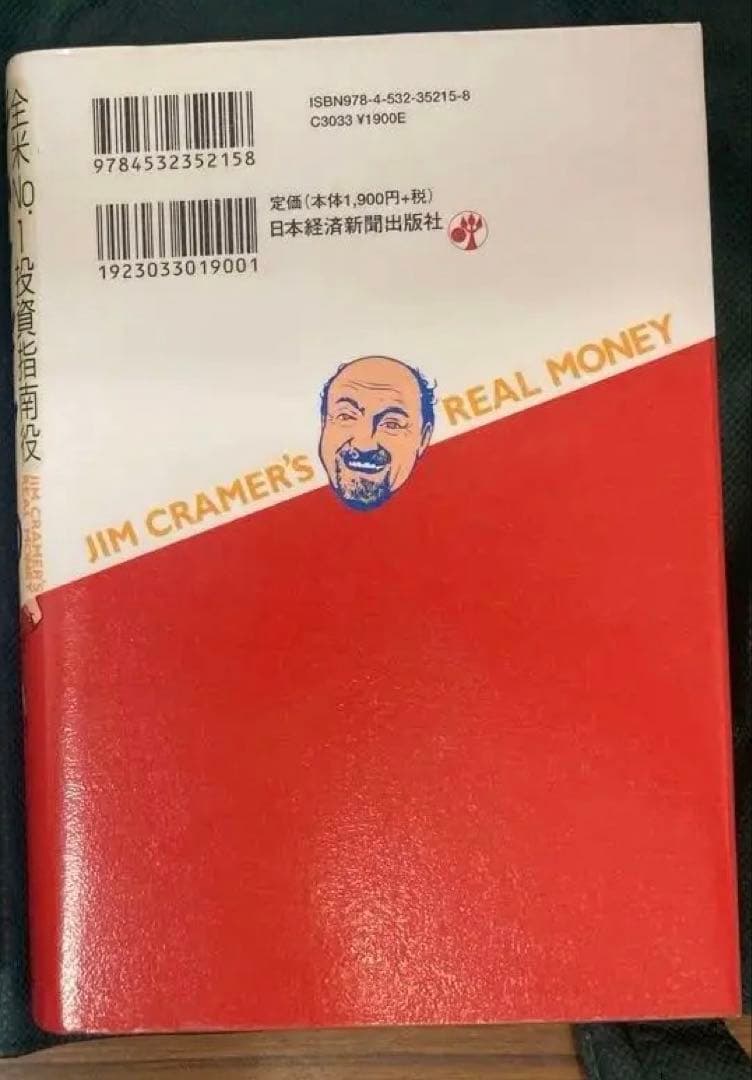 ISBN978-4-532-35215-8
C3033 ¥1900E
9784532352158
定価(本体1,900円+税)
日本経済新聞出版社
1923033019001
JIM CRAMER'S REAL MONEY
全米No.1投資指南役
JIM CRAMER'S
REAL MONEY